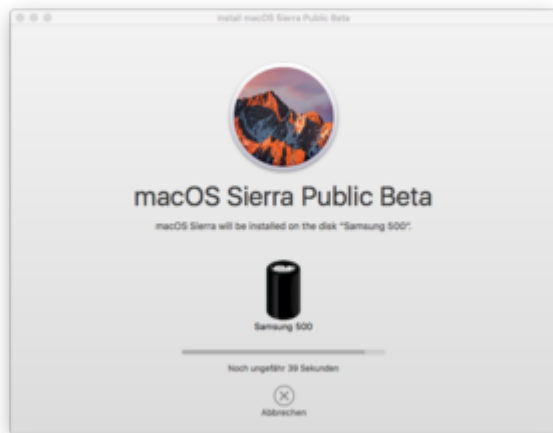 Install macOS Sierra Public Beta
macOS Sierra Public Beta
macOS Sierra will be installed on the disk "Samsung 500".
Samsung 500
Noch ungefähr 39 Sekunden
Abbrechen